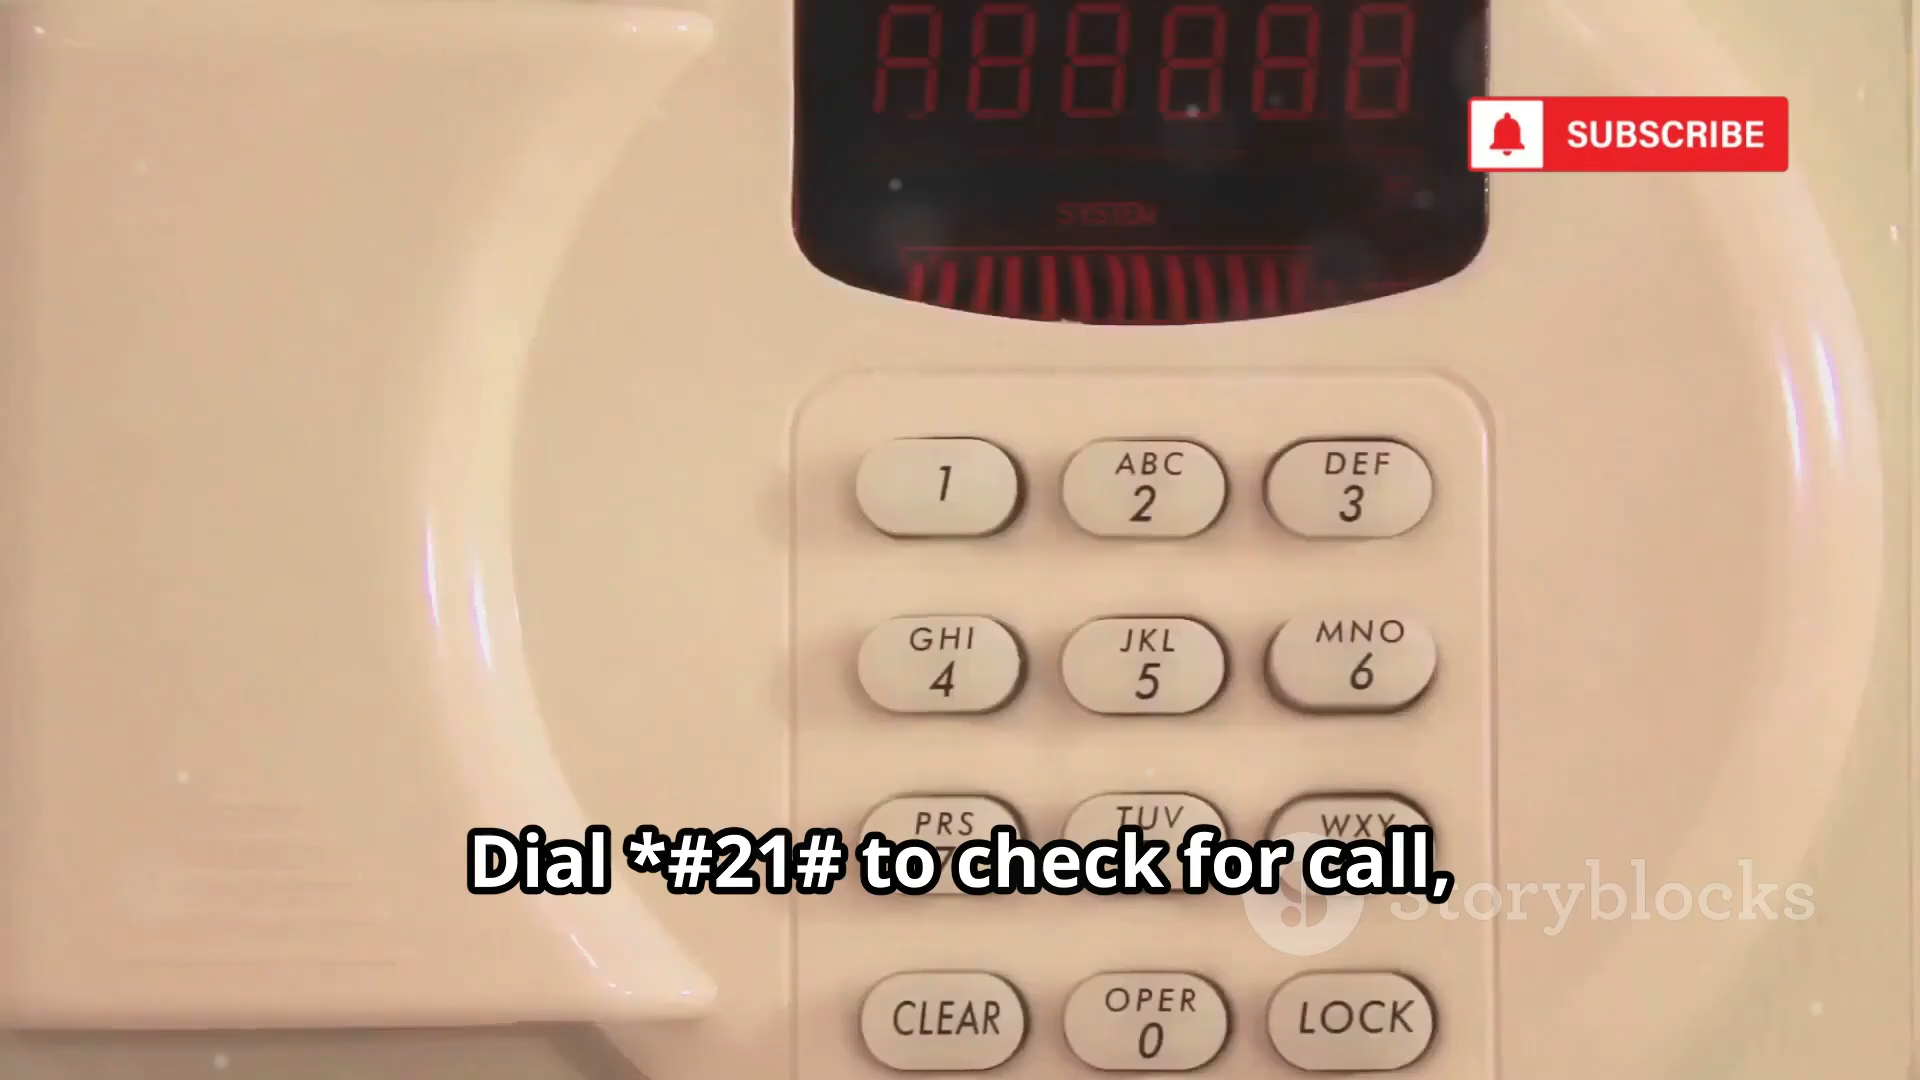 SYSTEM
SUBSCRIBE
1
ABC
2
DEF
3
GHI
4
JKL
5
MNO
6
PRS
TUV
WXY
Dial *#21# to check for call,
Storyblocks
CLEAR
OPER
0
LOCK